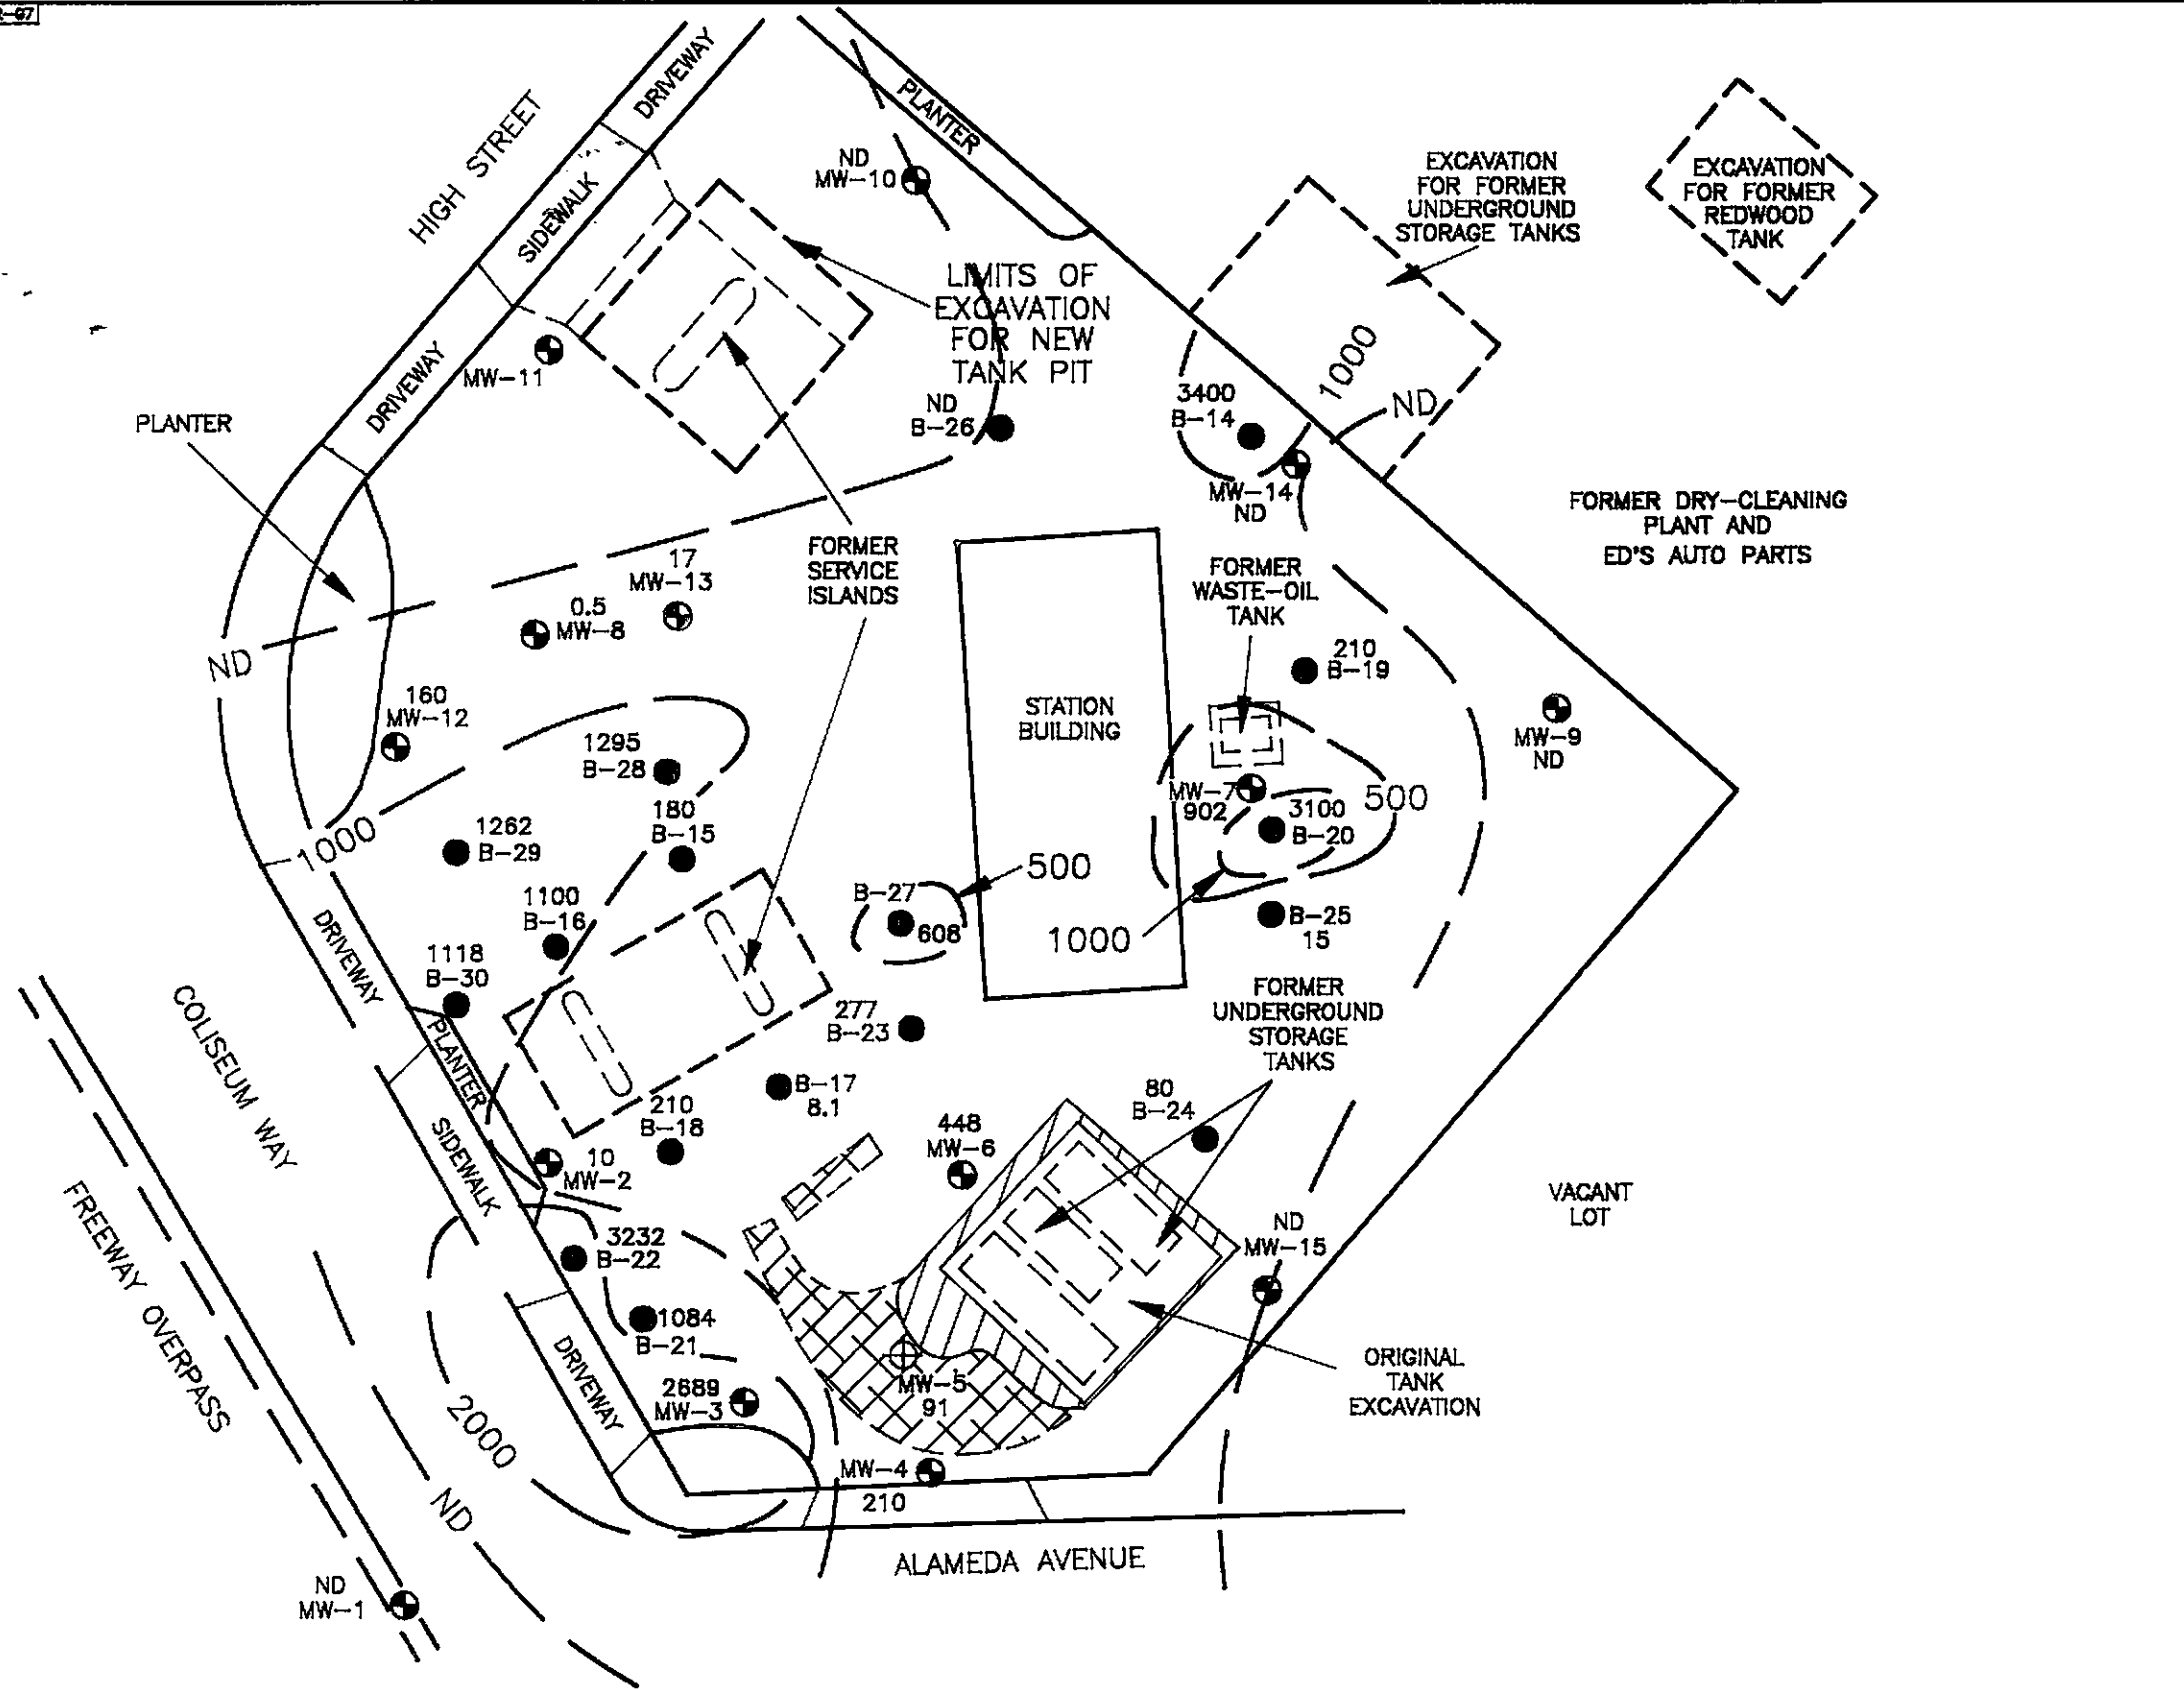 DRIVEWAY
PLANTER
HIGH STREET
SIDEWALK
ND
MW-10
EXCAVATION
FOR FORMER
UNDERGROUND
STORAGE TANKS
EXCAVATION
FOR FORMER
REDWOOD
TANK
LIMITS OF
EXCAVATION
FOR NEW
TANK PIT
MW-11
DRIVEWAY
PLANTER
ND
B-26
3400
B-14
1000
ND
MW-14
ND
FORMER DRY-CLEANING
PLANT AND
ED'S AUTO PARTS
FORMER
SERVICE
ISLANDS
FORMER
WASTE-OIL
TANK
17
MW-13
0.5
MW-8
ND
160
MW-12
210
B-19
STATION
BUILDING
MW-9
ND
1295
B-28
180
B-15
1262
B-29
1000
MW-7
902
3100
B-20
500
500
B-27
608
1000
B-25
15
1100
B-16
1118
B-30
DRIVEWAY
PLANTER
277
B-23
FORMER
UNDERGROUND
STORAGE
TANKS
COLISEUM WAY
B-17
8.1
210
B-18
80
B-24
448
MW-6
10
MW-2
SIDEWALK
FREEWAY OVERPASS
VACANT
LOT
ND
MW-15
3232
B-22
1084
B-21
DRIVEWAY
2689
MW-3
MW-5
91
ORIGINAL
TANK
EXCAVATION
2000
ND
MW-4
210
ALAMEDA AVENUE
ND
MW-1